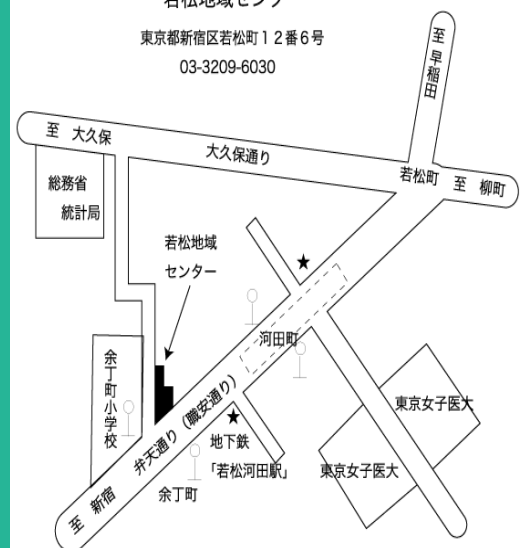 若松地域センター
東京都新宿区若松町12番6号
03-3209-6030
至 早稲田
至 大久保
大久保通り
若松町
至 柳町
総務省
統計局
若松地域
センター
★
河田町
余丁町小学校
弁天通り(職安通り)
東京女子医大
★
地下鉄
「若松河田駅」
東京女子医大
余丁町
至 新宿